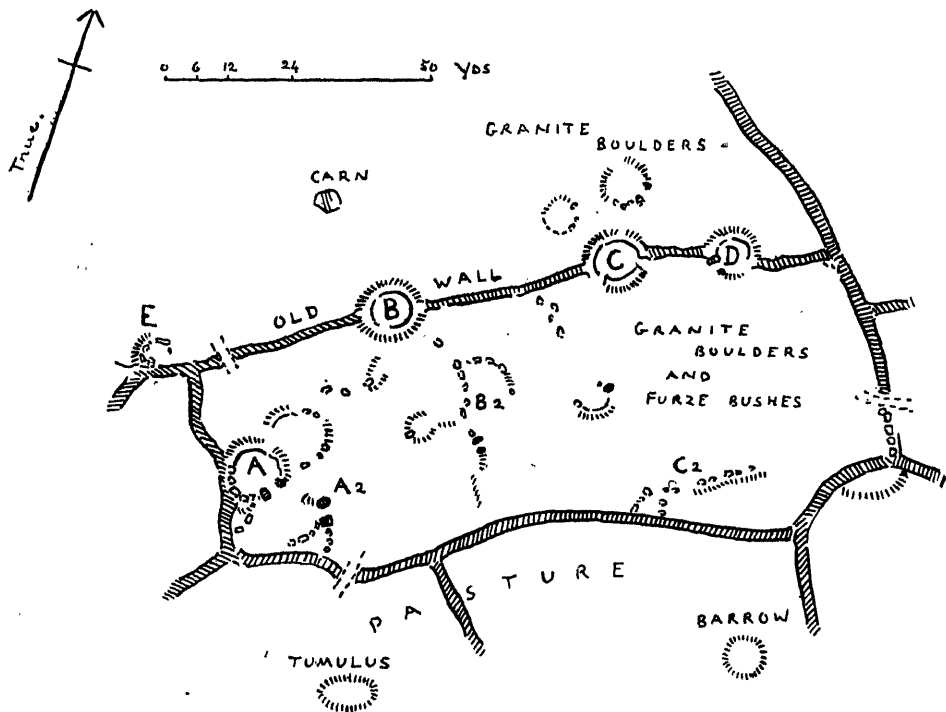 True.
0 6 12 24 50 YDS
GRANITE
BOULDERS
CARN
OLD WALL
A
B
C
D
E
GRANITE
BOULDERS
AND
FURZE BUSHES
B2
A2
C2
PASTURE
BARROW
TUMULUS